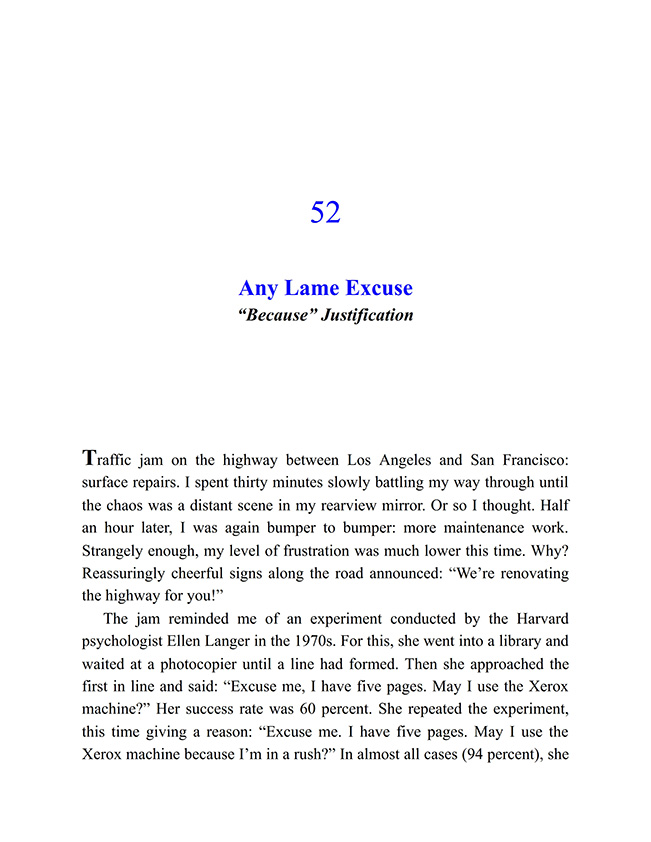 52
Any Lame Excuse
“Because” Justification
Traffic jam on the highway between Los Angeles and San Francisco:
surface repairs. I spent thirty minutes slowly battling my way through until
the chaos was a distant scene in my rearview mirror. Or so I thought. Half
an hour later, I was again bumper to bumper: more maintenance work.
Strangely enough, my level of frustration was much lower this time. Why?
Reassuringly cheerful signs along the road announced: “We’re renovating
the highway for you!”
The jam reminded me of an experiment conducted by the Harvard
psychologist Ellen Langer in the 1970s. For this, she went into a library and
waited at a photocopier until a line had formed. Then she approached the
first in line and said: “Excuse me, I have five pages. May I use the Xerox
machine?” Her success rate was 60 percent. She repeated the experiment,
this time giving a reason: “Excuse me. I have five pages. May I use the
Xerox machine because I’m in a rush?” In almost all cases (94 percent), she